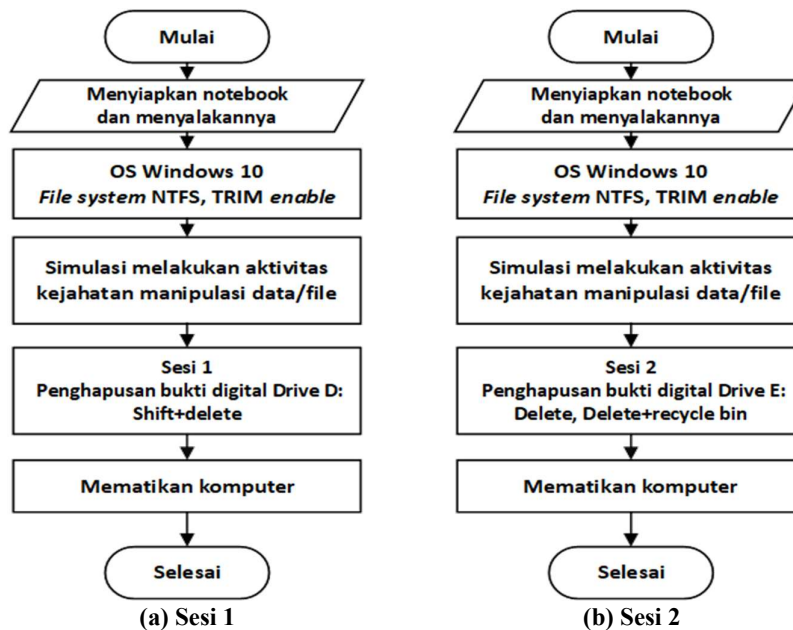 Mulai
Menyiapkan notebook
dan menyalakannya
OS Windows 10
File system NTFS, TRIM enable
Simulasi melakukan aktivitas
kejahatan manipulasi data/file
Sesi 1
Penghapusan bukti digital Drive D:
Shift+delete
Mematikan komputer
Selesai
(a) Sesi 1
Mulai
Menyiapkan notebook
dan menyalakannya
OS Windows 10
File system NTFS, TRIM enable
Simulasi melakukan aktivitas
kejahatan manipulasi data/file
Sesi 2
Penghapusan bukti digital Drive E:
Delete, Delete+recycle bin
Mematikan komputer
Selesai
(b) Sesi 2